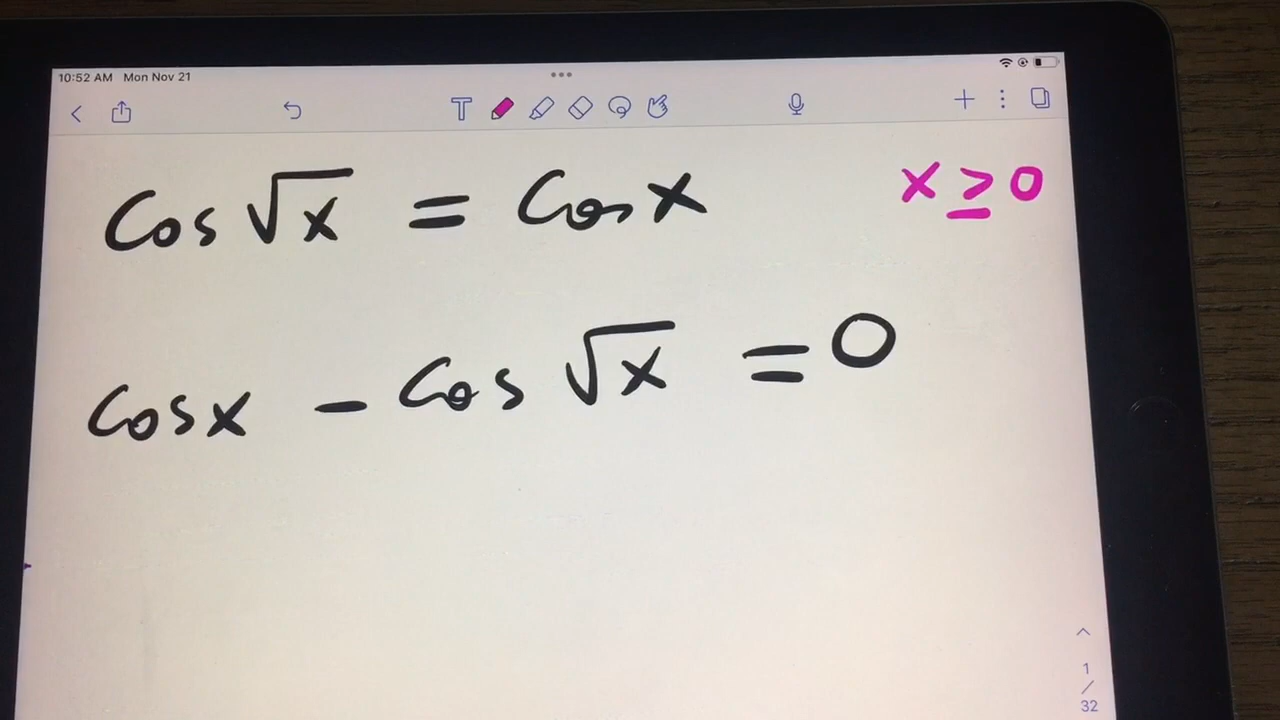 10:52 AM Mon Nov 21
T
cos √x = cos x
x ≥ 0
cos x - cos √x = 0
1
/
32